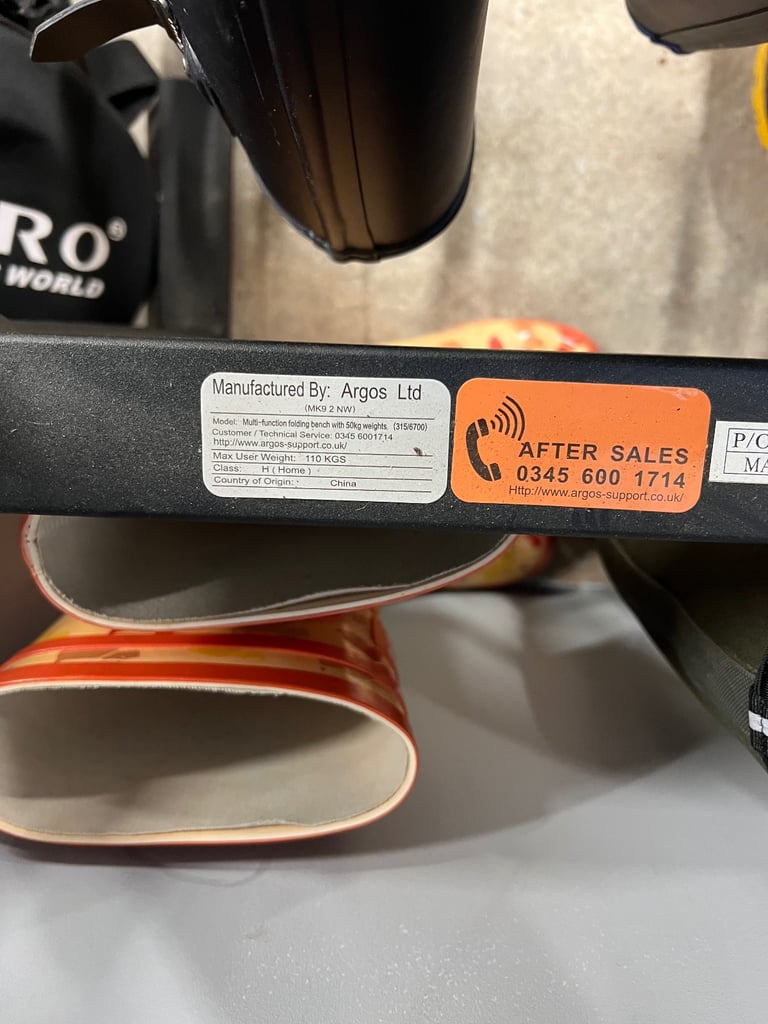 RO®
WORLD
Manufactured By: Argos Ltd
(MK9 2 NW)
Model: Multi-function folding bench with 50kg weights. (315/6700)
Customer / Technical Service: 0345 6001714
http://www.argos-support.co.uk/
Max User Weight: 110 KGS
Class: H ( Home )
Country of Origin: China
AFTER SALES
0345 600 1714
Http://www.argos-support.co.uk/
P/O
MA